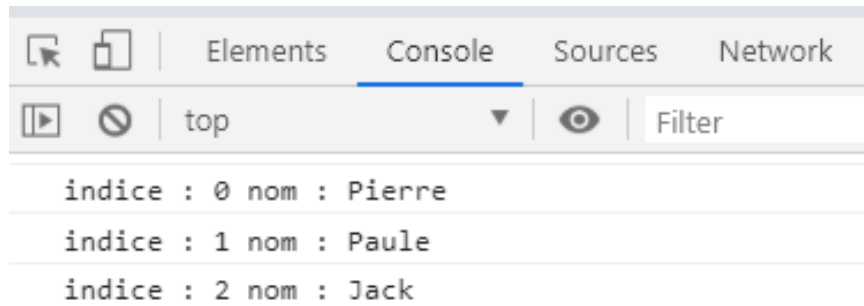 Elements Console Sources Network
top ▼ Filter
indice : 0 nom : Pierre
indice : 1 nom : Paule
indice : 2 nom : Jack